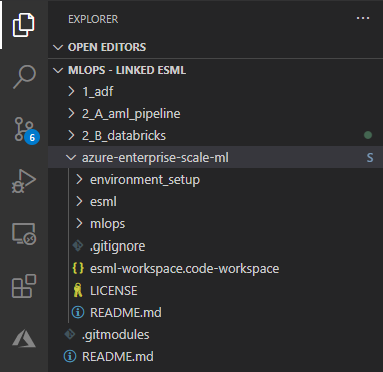 EXPLORER
OPEN EDITORS
MLOPS - LINKED ESML
1_adf
2_A_aml_pipeline
2_B_databricks
azure-enterprise-scale-ml S
environment_setup
esml
mlops
.gitignore
esml-workspace.code-workspace
LICENSE
README.md
.gitmodules
README.md
6